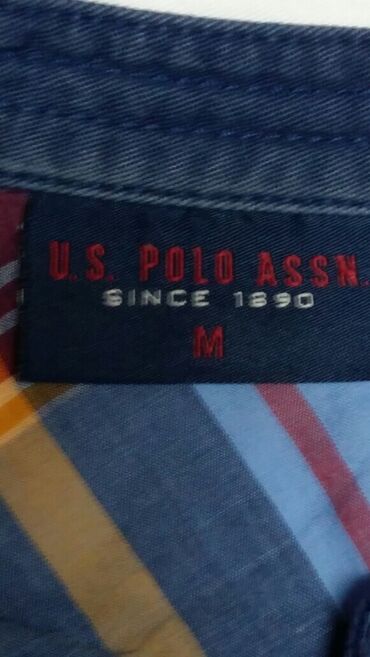 U.S. POLO ASSN.
SINCE 1890
M